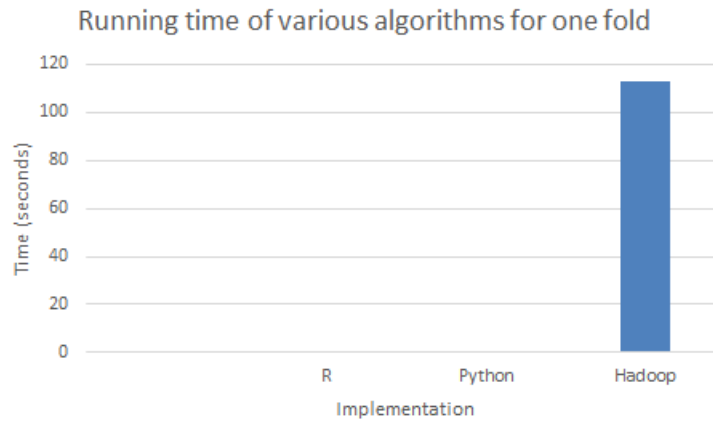 Running time of various algorithms for one fold
120
100
80
60
40
20
0
Time (seconds)
R Python Hadoop
Implementation